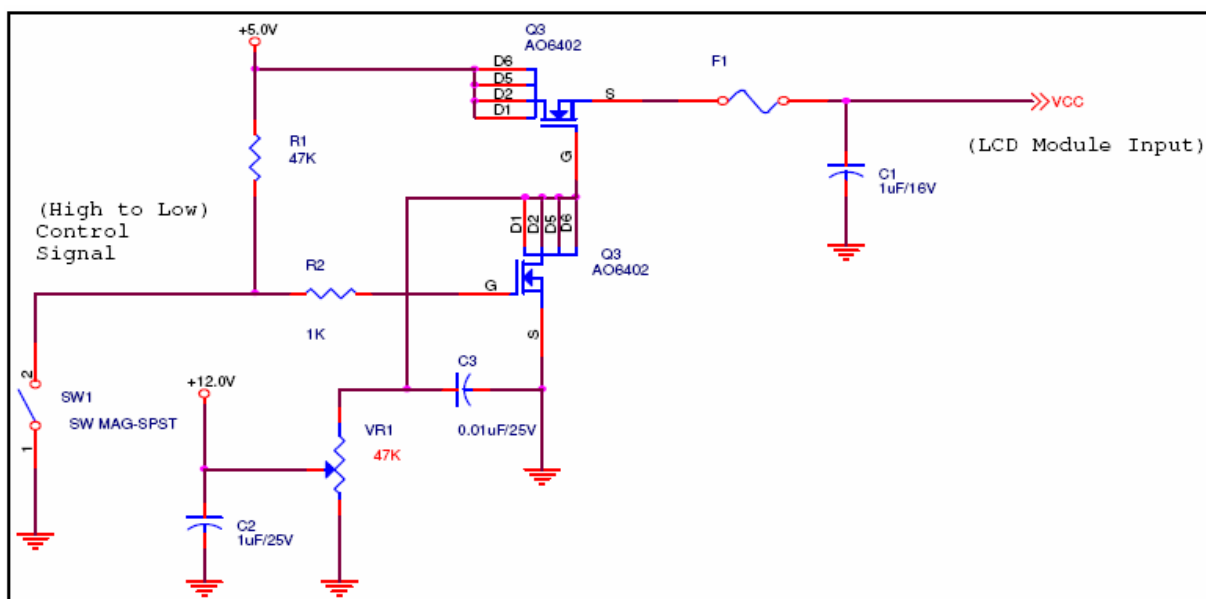 +5.0V
Q3
AO6402
D6
D5
D2
D1
S
G
F1
VCC
(LCD Module Input)
R1
47K
C1
1uF/16V
(High to Low)
Control
Signal
D1
D2
D5
D6
Q3
AO6402
R2
1K
G
S
2
SW1
SW MAG-SPST
1
+12.0V
C3
0.01uF/25V
VR1
47K
C2
1uF/25V